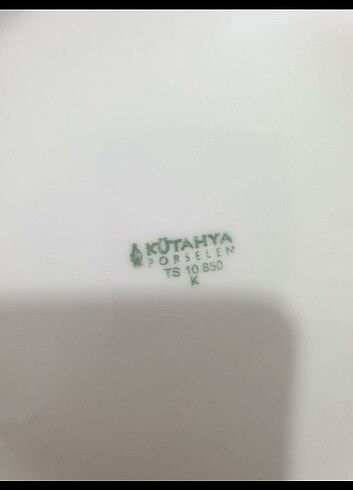 KÜTAHYA
PORSELEN
TS 10 850
K